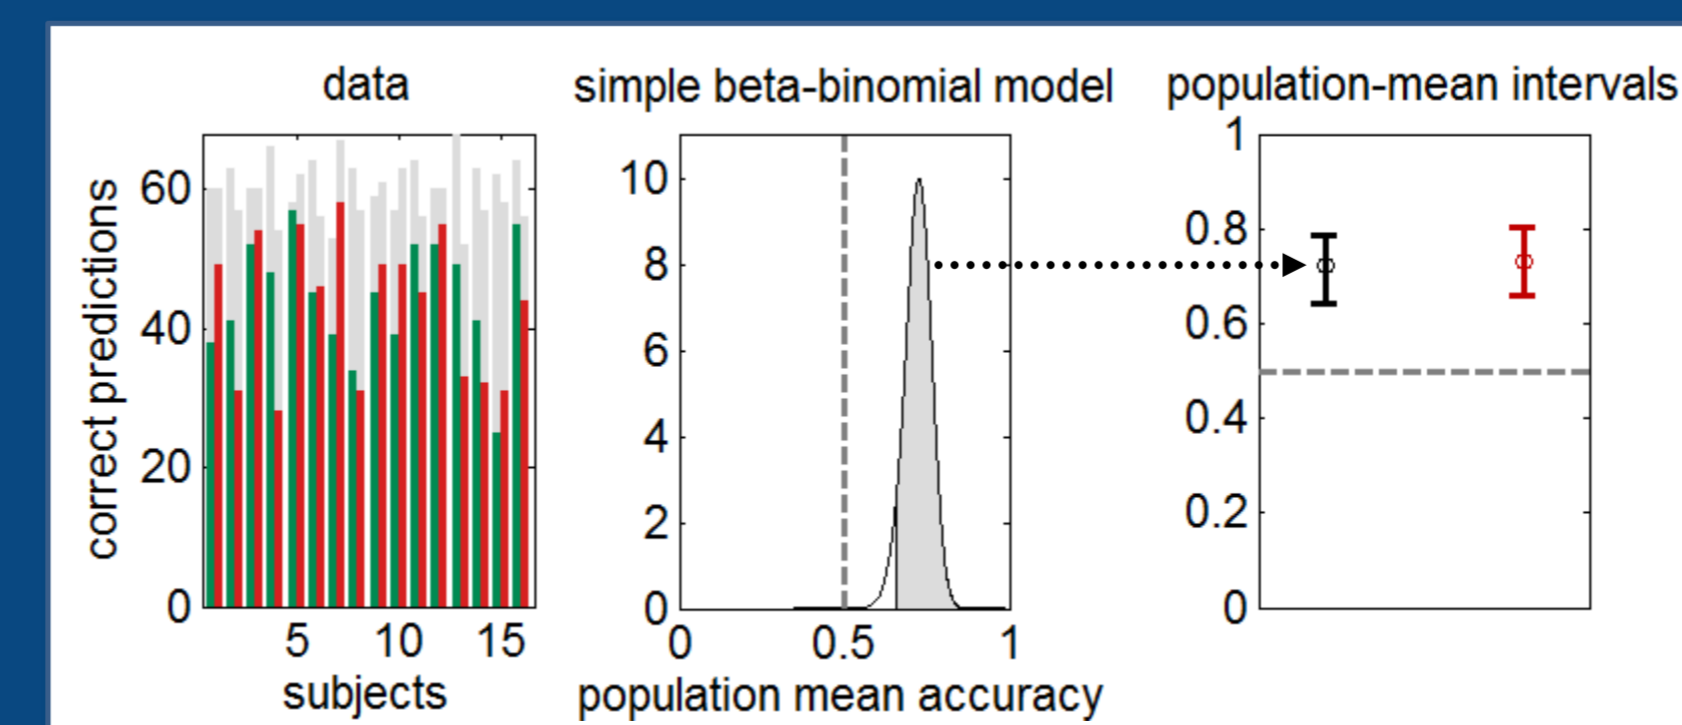 data
60
40
20
0
correct predictions
5 10 15
subjects
simple beta-binomial model
10
8
6
4
2
0
0 0.5 1
population mean accuracy
population-mean intervals
1
0.8
0.6
0.4
0.2
0